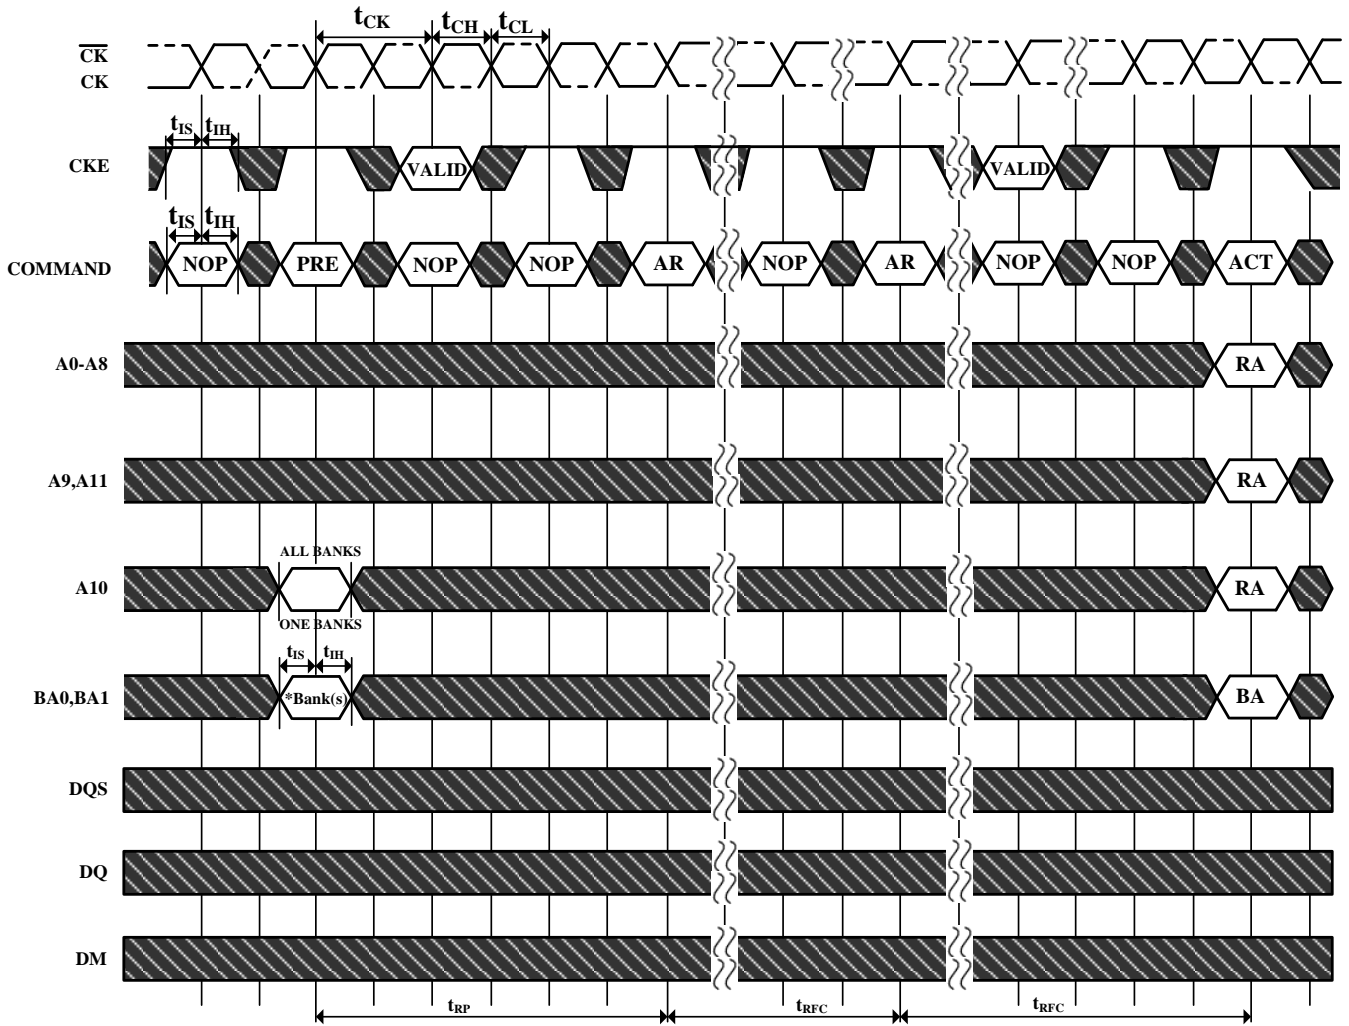 tCK tCH tCL
CK
CK
tIS tIH
CKE VALID VALID
tIS tIH
COMMAND NOP PRE NOP NOP AR NOP AR NOP NOP ACT
A0-A8 RA
A9,A11 RA
ALL BANKS
A10 RA
ONE BANKS
tIS tIH
BA0,BA1 *Bank(s) BA
DQS
DQ
DM
tRP tRFC tRFC